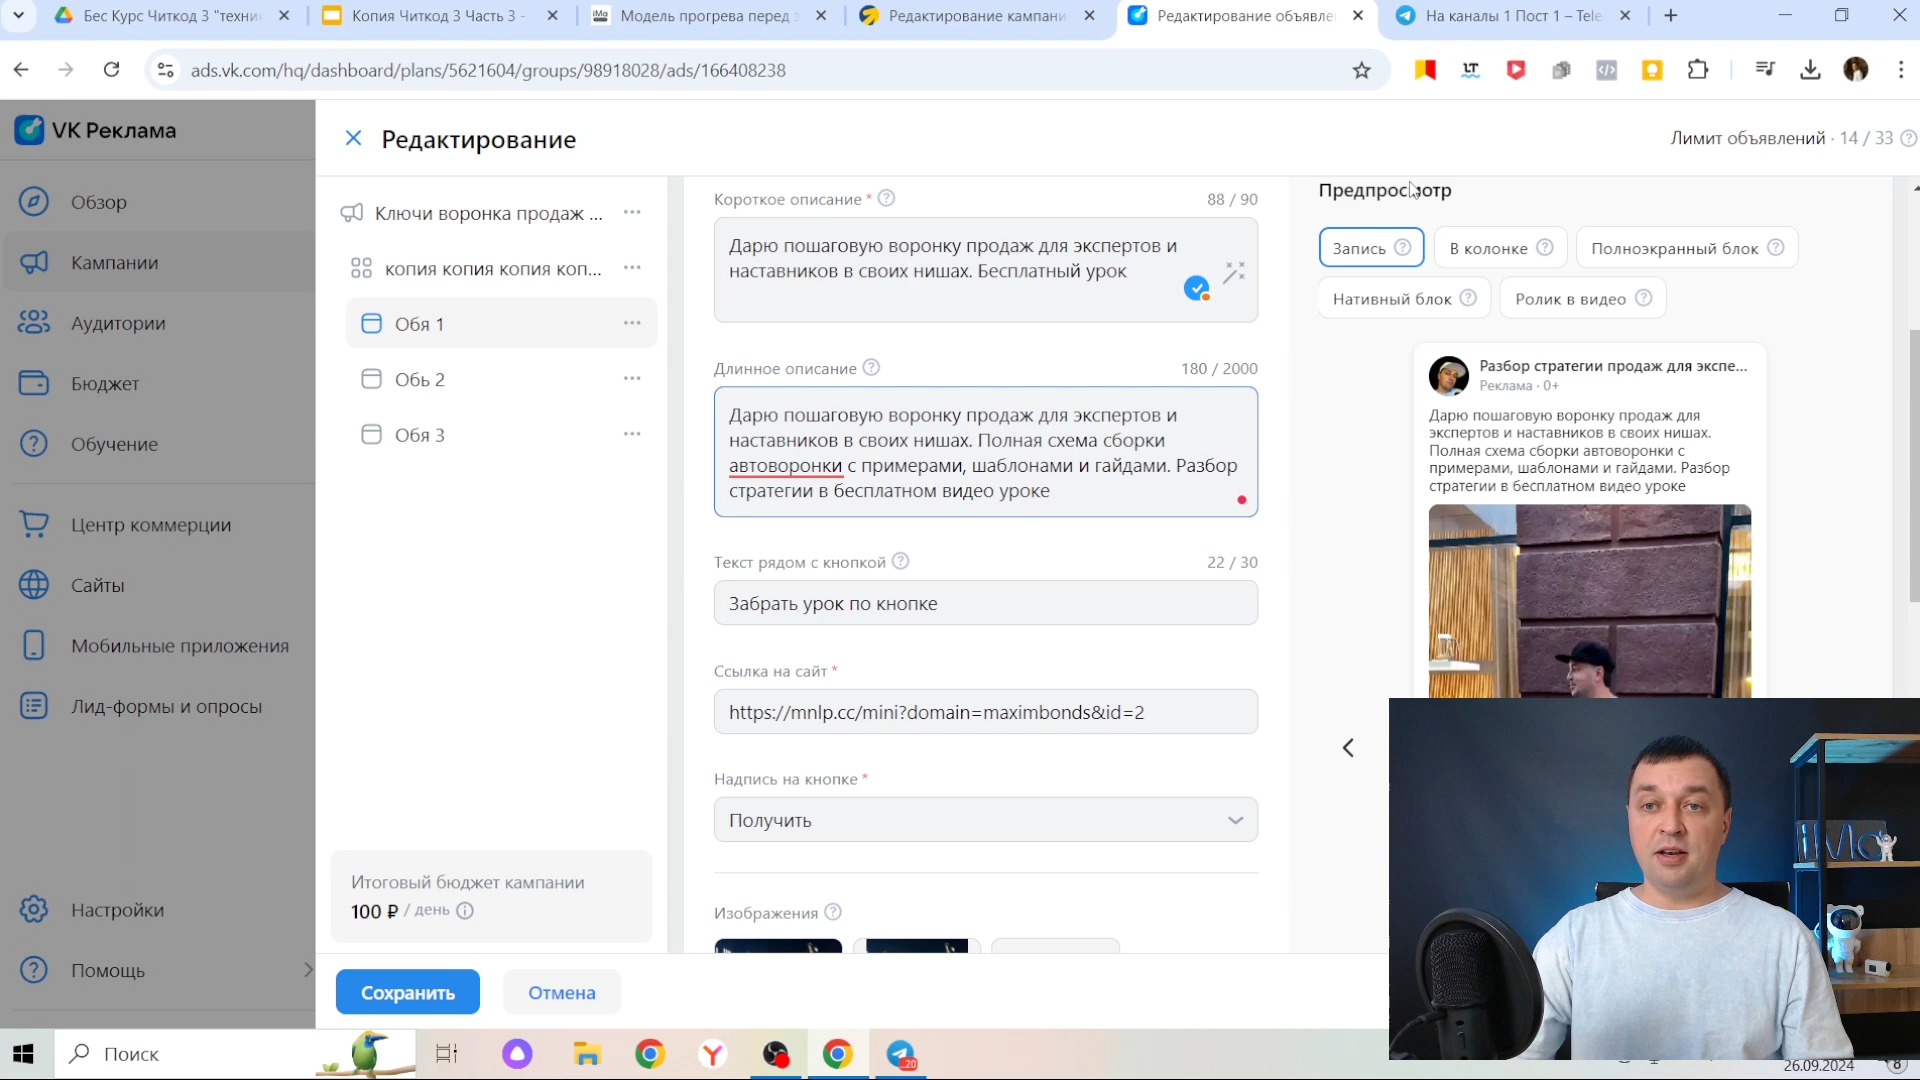 Бес Курс Читкод 3 "техни
Копия Читкод 3 Часть 3 -
Модель прогрева перед з
Редактирование кампани
Редактирование объявле
На каналы 1 Пост 1 – Tele
ads.vk.com/hq/dashboard/plans/5621604/groups/98918028/ads/166408238
VK Реклама
Обзор
Кампании
Аудитории
Бюджет
Обучение
Центр коммерции
Сайты
Мобильные приложения
Лид-формы и опросы
Настройки
Помощь
Редактирование
Лимит объявлений · 14 / 33
Ключи воронка продаж ...
копия копия копия коп...
Обя 1
Обь 2
Обя 3
Итоговый бюджет кампании
100 ₽ / день
Сохранить
Отмена
Короткое описание *
88 / 90
Дарю пошаговую воронку продаж для экспертов и
наставников в своих нишах. Бесплатный урок
Длинное описание
180 / 2000
Дарю пошаговую воронку продаж для экспертов и
наставников в своих нишах. Полная схема сборки
автоворонки с примерами, шаблонами и гайдами. Разбор
стратегии в бесплатном видео уроке
Текст рядом с кнопкой
22 / 30
Забрать урок по кнопке
Ссылка на сайт *
https://mnlp.cc/mini?domain=maximbonds&id=2
Надпись на кнопке *
Получить
Изображения
Предпросмотр
Запись
В колонке
Полноэкранный блок
Нативный блок
Ролик в видео
Разбор стратегии продаж для экспе...
Реклама · 0+
Дарю пошаговую воронку продаж для
экспертов и наставников в своих нишах.
Полная схема сборки автоворонки с
примерами, шаблонами и гайдами. Разбор
стратегии в бесплатном видео уроке
iMa
Поиск
20
26.09.2024
8